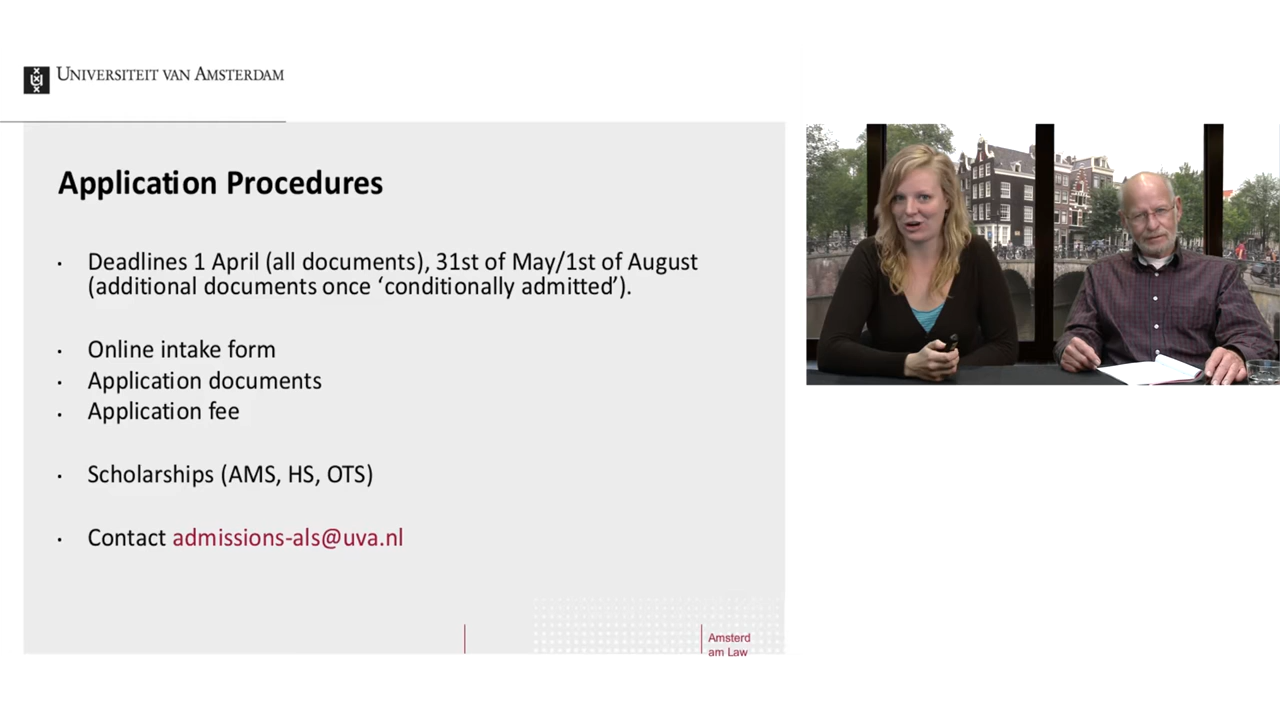 UNIVERSITEIT VAN AMSTERDAM
Application Procedures
· Deadlines 1 April (all documents), 31st of May/1st of August
(additional documents once ‘conditionally admitted’).
· Online intake form
· Application documents
· Application fee
· Scholarships (AMS, HS, OTS)
· Contact admissions-als@uva.nl
Amsterd
am Law